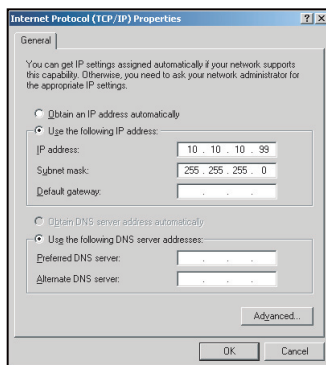 Internet Protocol (TCP/IP) Properties
General
You can get IP settings assigned automatically if your network supports
this capability. Otherwise, you need to ask your network administrator for
the appropriate IP settings.
Obtain an IP address automatically
Use the following IP address:
IP address: 10 . 10 . 10 . 99
Subnet mask: 255 . 255 . 255 . 0
Default gateway: . . .
Obtain DNS server address automatically
Use the following DNS server addresses:
Preferred DNS server: . . .
Alternate DNS server: . . .
Advanced...
OK Cancel